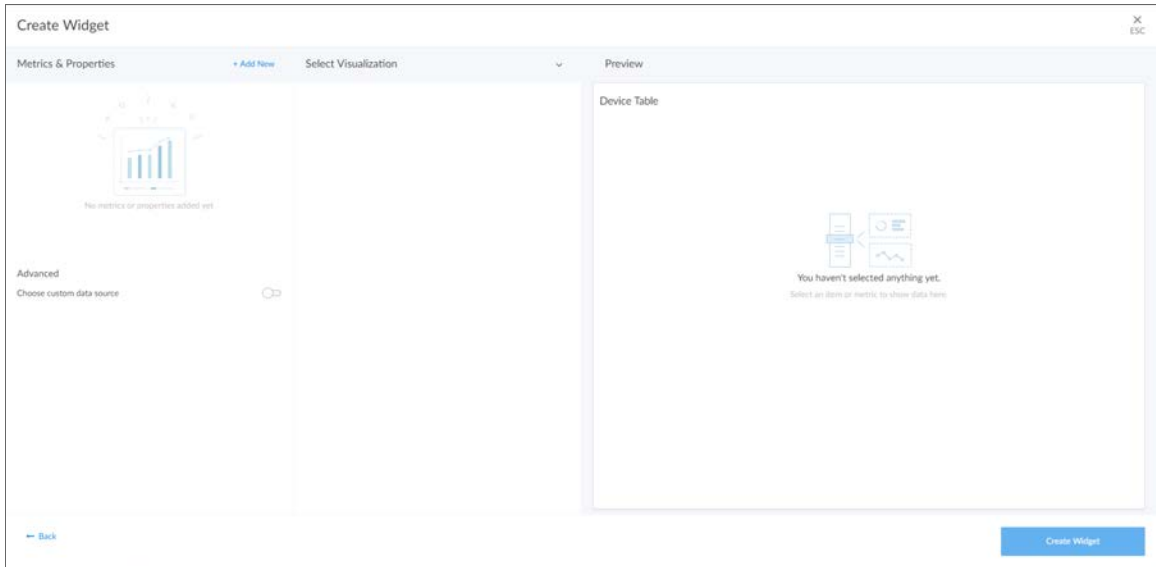 Create Widget
× ESC
Metrics & Properties
+ Add New
Select Visualization
Preview
No metrics or properties added yet
Device Table
You haven't selected anything yet.
Select an item or metric to show data here
Advanced
Choose custom data source
← Back
Create Widget